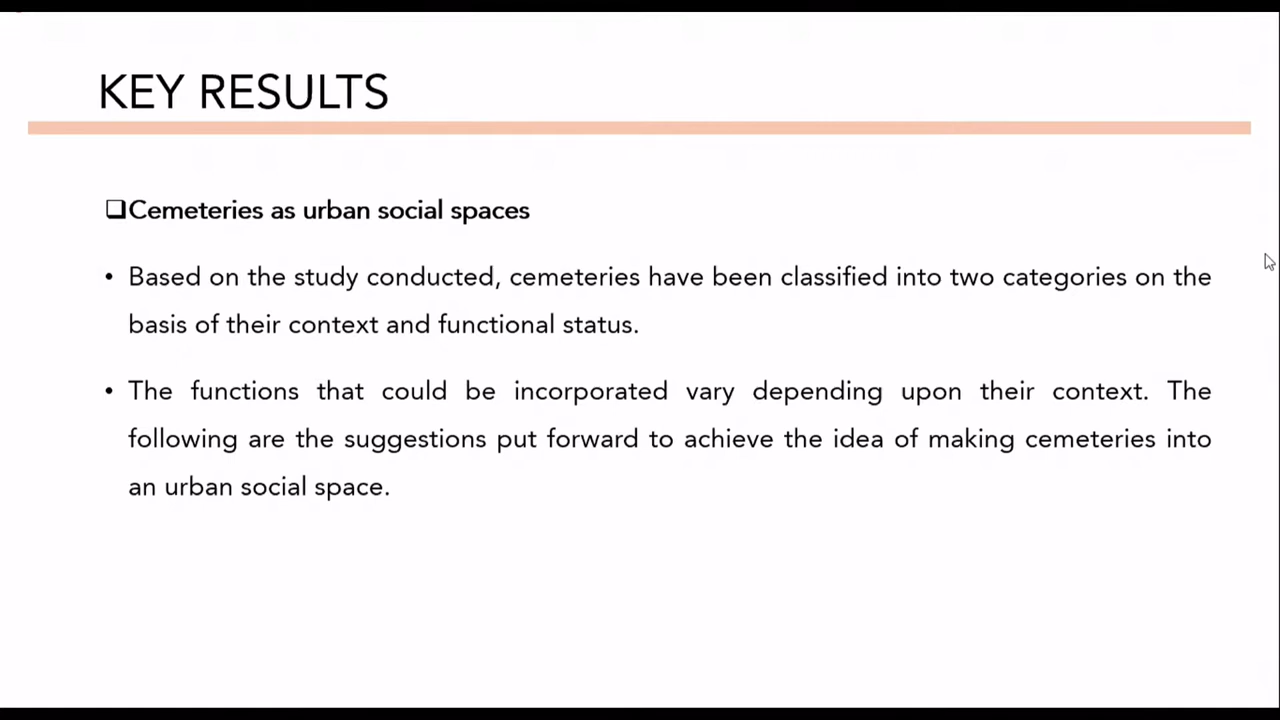 KEY RESULTS
❑Cemeteries as urban social spaces
• Based on the study conducted, cemeteries have been classified into two categories on the
basis of their context and functional status.
• The functions that could be incorporated vary depending upon their context. The
following are the suggestions put forward to achieve the idea of making cemeteries into
an urban social space.